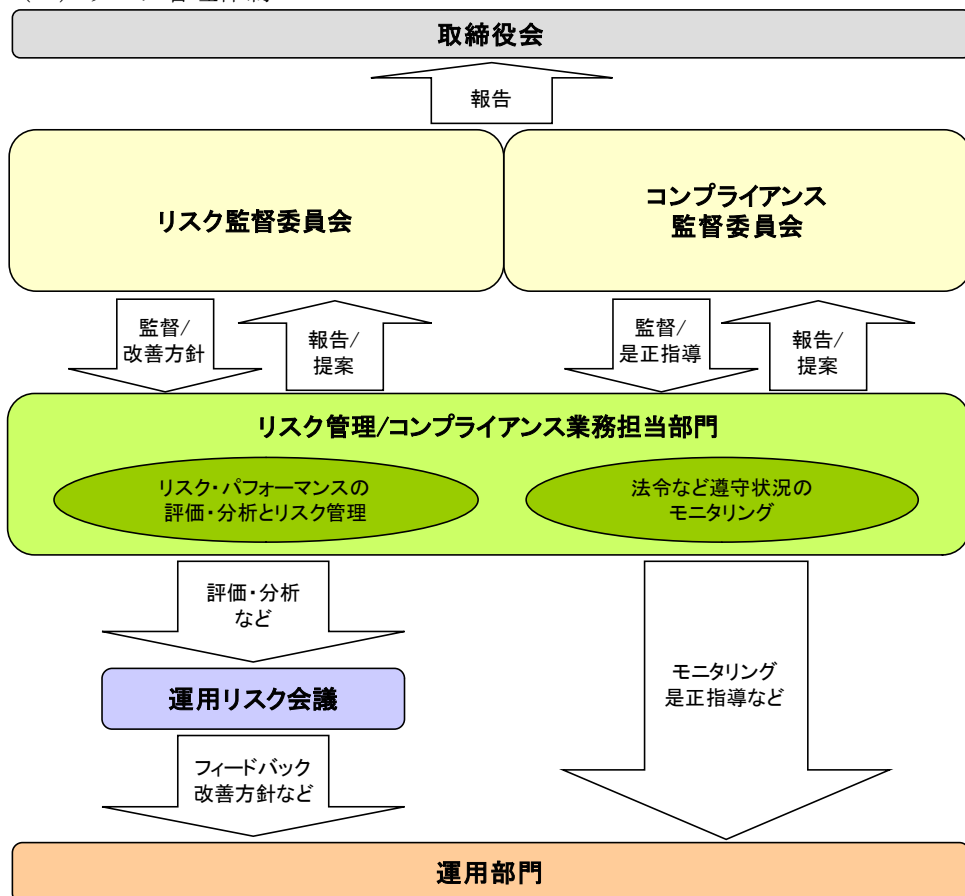 取締役会
報告
リスク監督委員会
コンプライアンス
監督委員会
監督/
改善方針
報告/
提案
監督/
是正指導
報告/
提案
リスク管理/コンプライアンス業務担当部門
リスク・パフォーマンスの
評価・分析とリスク管理
法令など遵守状況の
モニタリング
評価・分析
など
運用リスク会議
モニタリング
是正指導など
フィードバック
改善方針など
運用部門